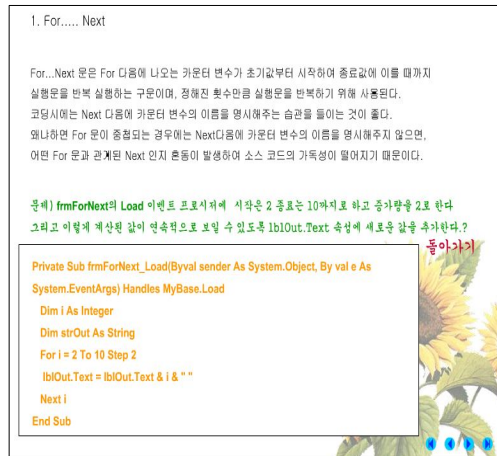 1. For..... Next
For...Next 문은 For 다음에 나오는 카운터 변수가 초기값부터 시작하여 종료값에 이를 때까지
실행문을 반복 실행하는 구문이며, 정해진 횟수만큼 실행문을 반복하기 위해 사용된다.
코딩시에는 Next 다음에 카운터 변수의 이름을 명시해주는 습관을 들이는 것이 좋다.
왜냐하면 For 문이 중첩되는 경우에는 Next다음에 카운터 변수의 이름을 명시해주지 않으면,
어떤 For 문과 관계된 Next 인지 혼동이 발생하여 소스 코드의 가독성이 떨어지기 때문이다.
문제) frmForNext의 Load 이벤트 프로시저에 시작은 2 종료는 10까지로 하고 증가량을 2로 한다
그리고 이렇게 계산된 값이 연속적으로 보일 수 있도록 lblOut.Text 속성에 새로운 값을 추가한다.?
돌아가기
Private Sub frmForNext_Load(Byval sender As System.Object, By val e As
System.EventArgs) Handles MyBase.Load
Dim i As Integer
Dim strOut As String
For i = 2 To 10 Step 2
lblOut.Text = lblOut.Text & i & " "
Next i
End Sub